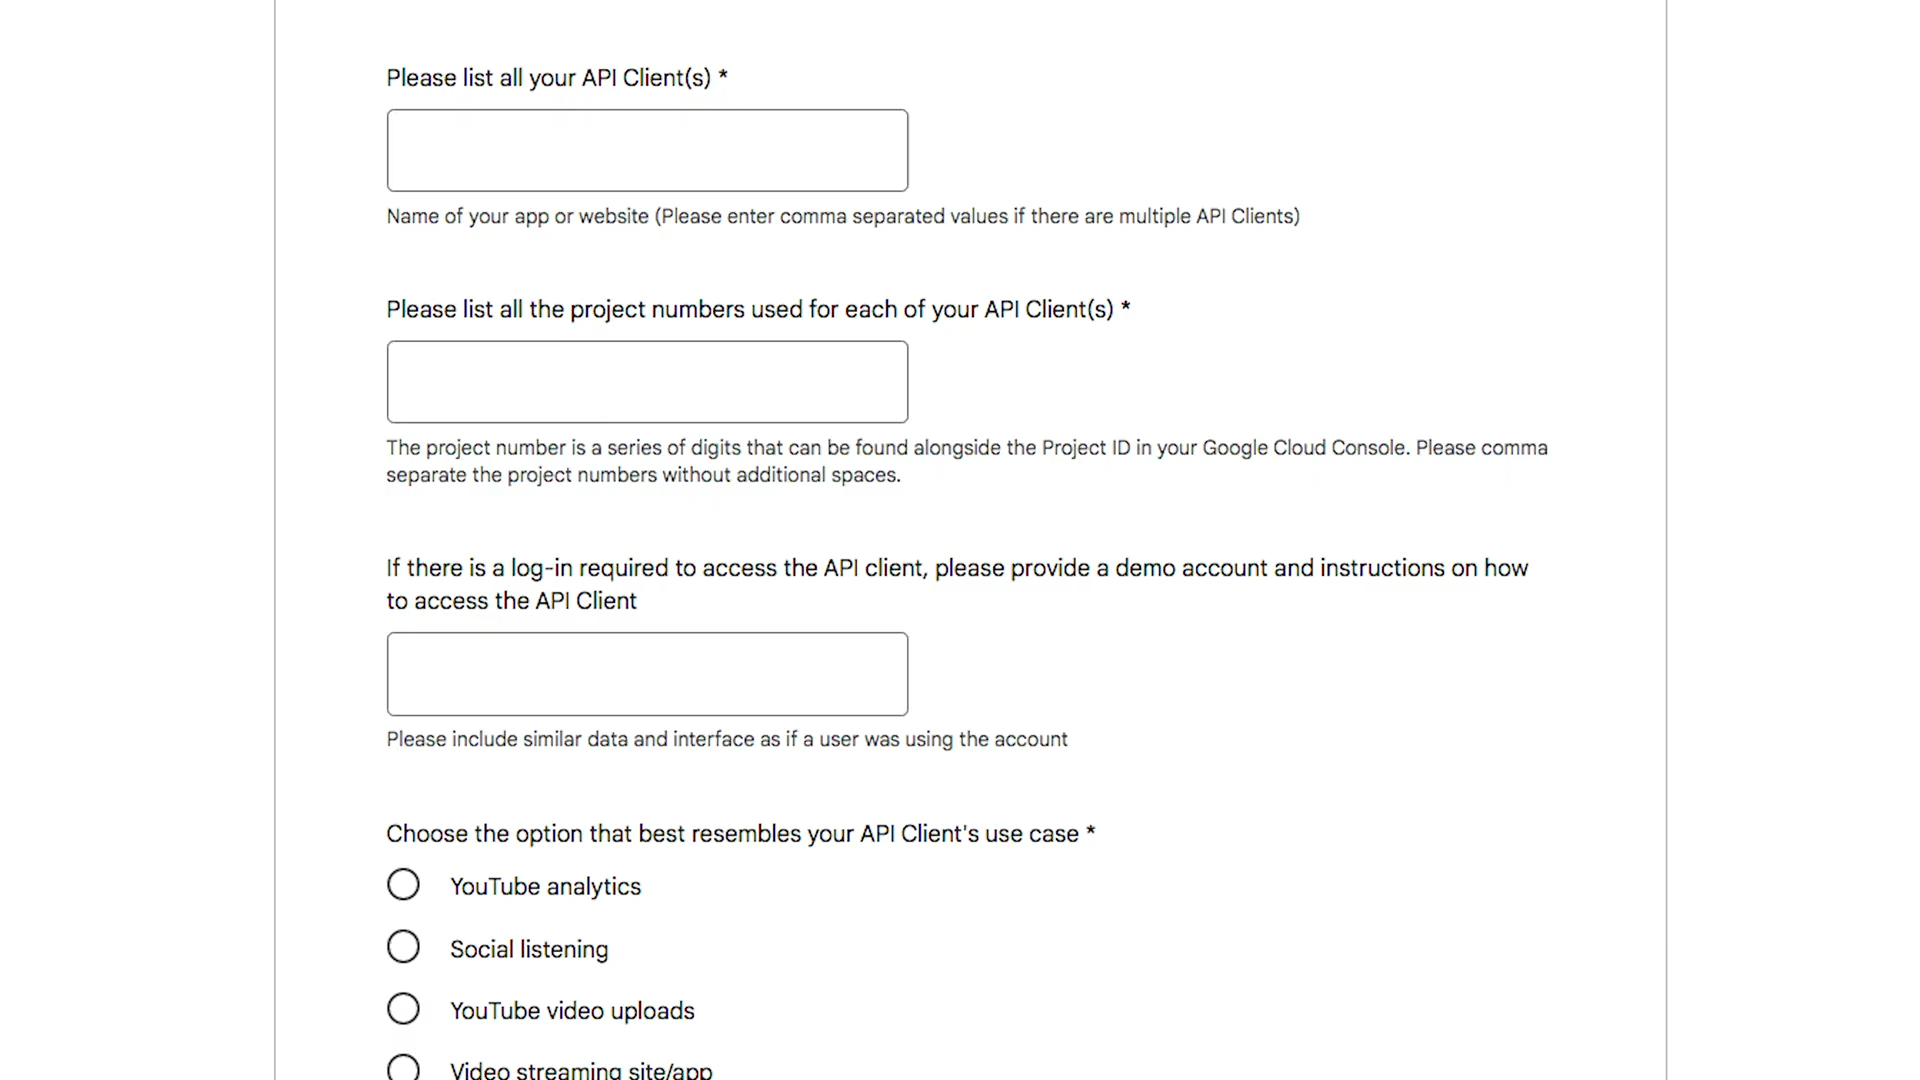 Please list all your API Client(s) *
Name of your app or website (Please enter comma separated values if there are multiple API Clients)
Please list all the project numbers used for each of your API Client(s) *
The project number is a series of digits that can be found alongside the Project ID in your Google Cloud Console. Please comma
separate the project numbers without additional spaces.
If there is a log-in required to access the API client, please provide a demo account and instructions on how
to access the API Client
Please include similar data and interface as if a user was using the account
Choose the option that best resembles your API Client's use case *
YouTube analytics
Social listening
YouTube video uploads
Video streaming site/app